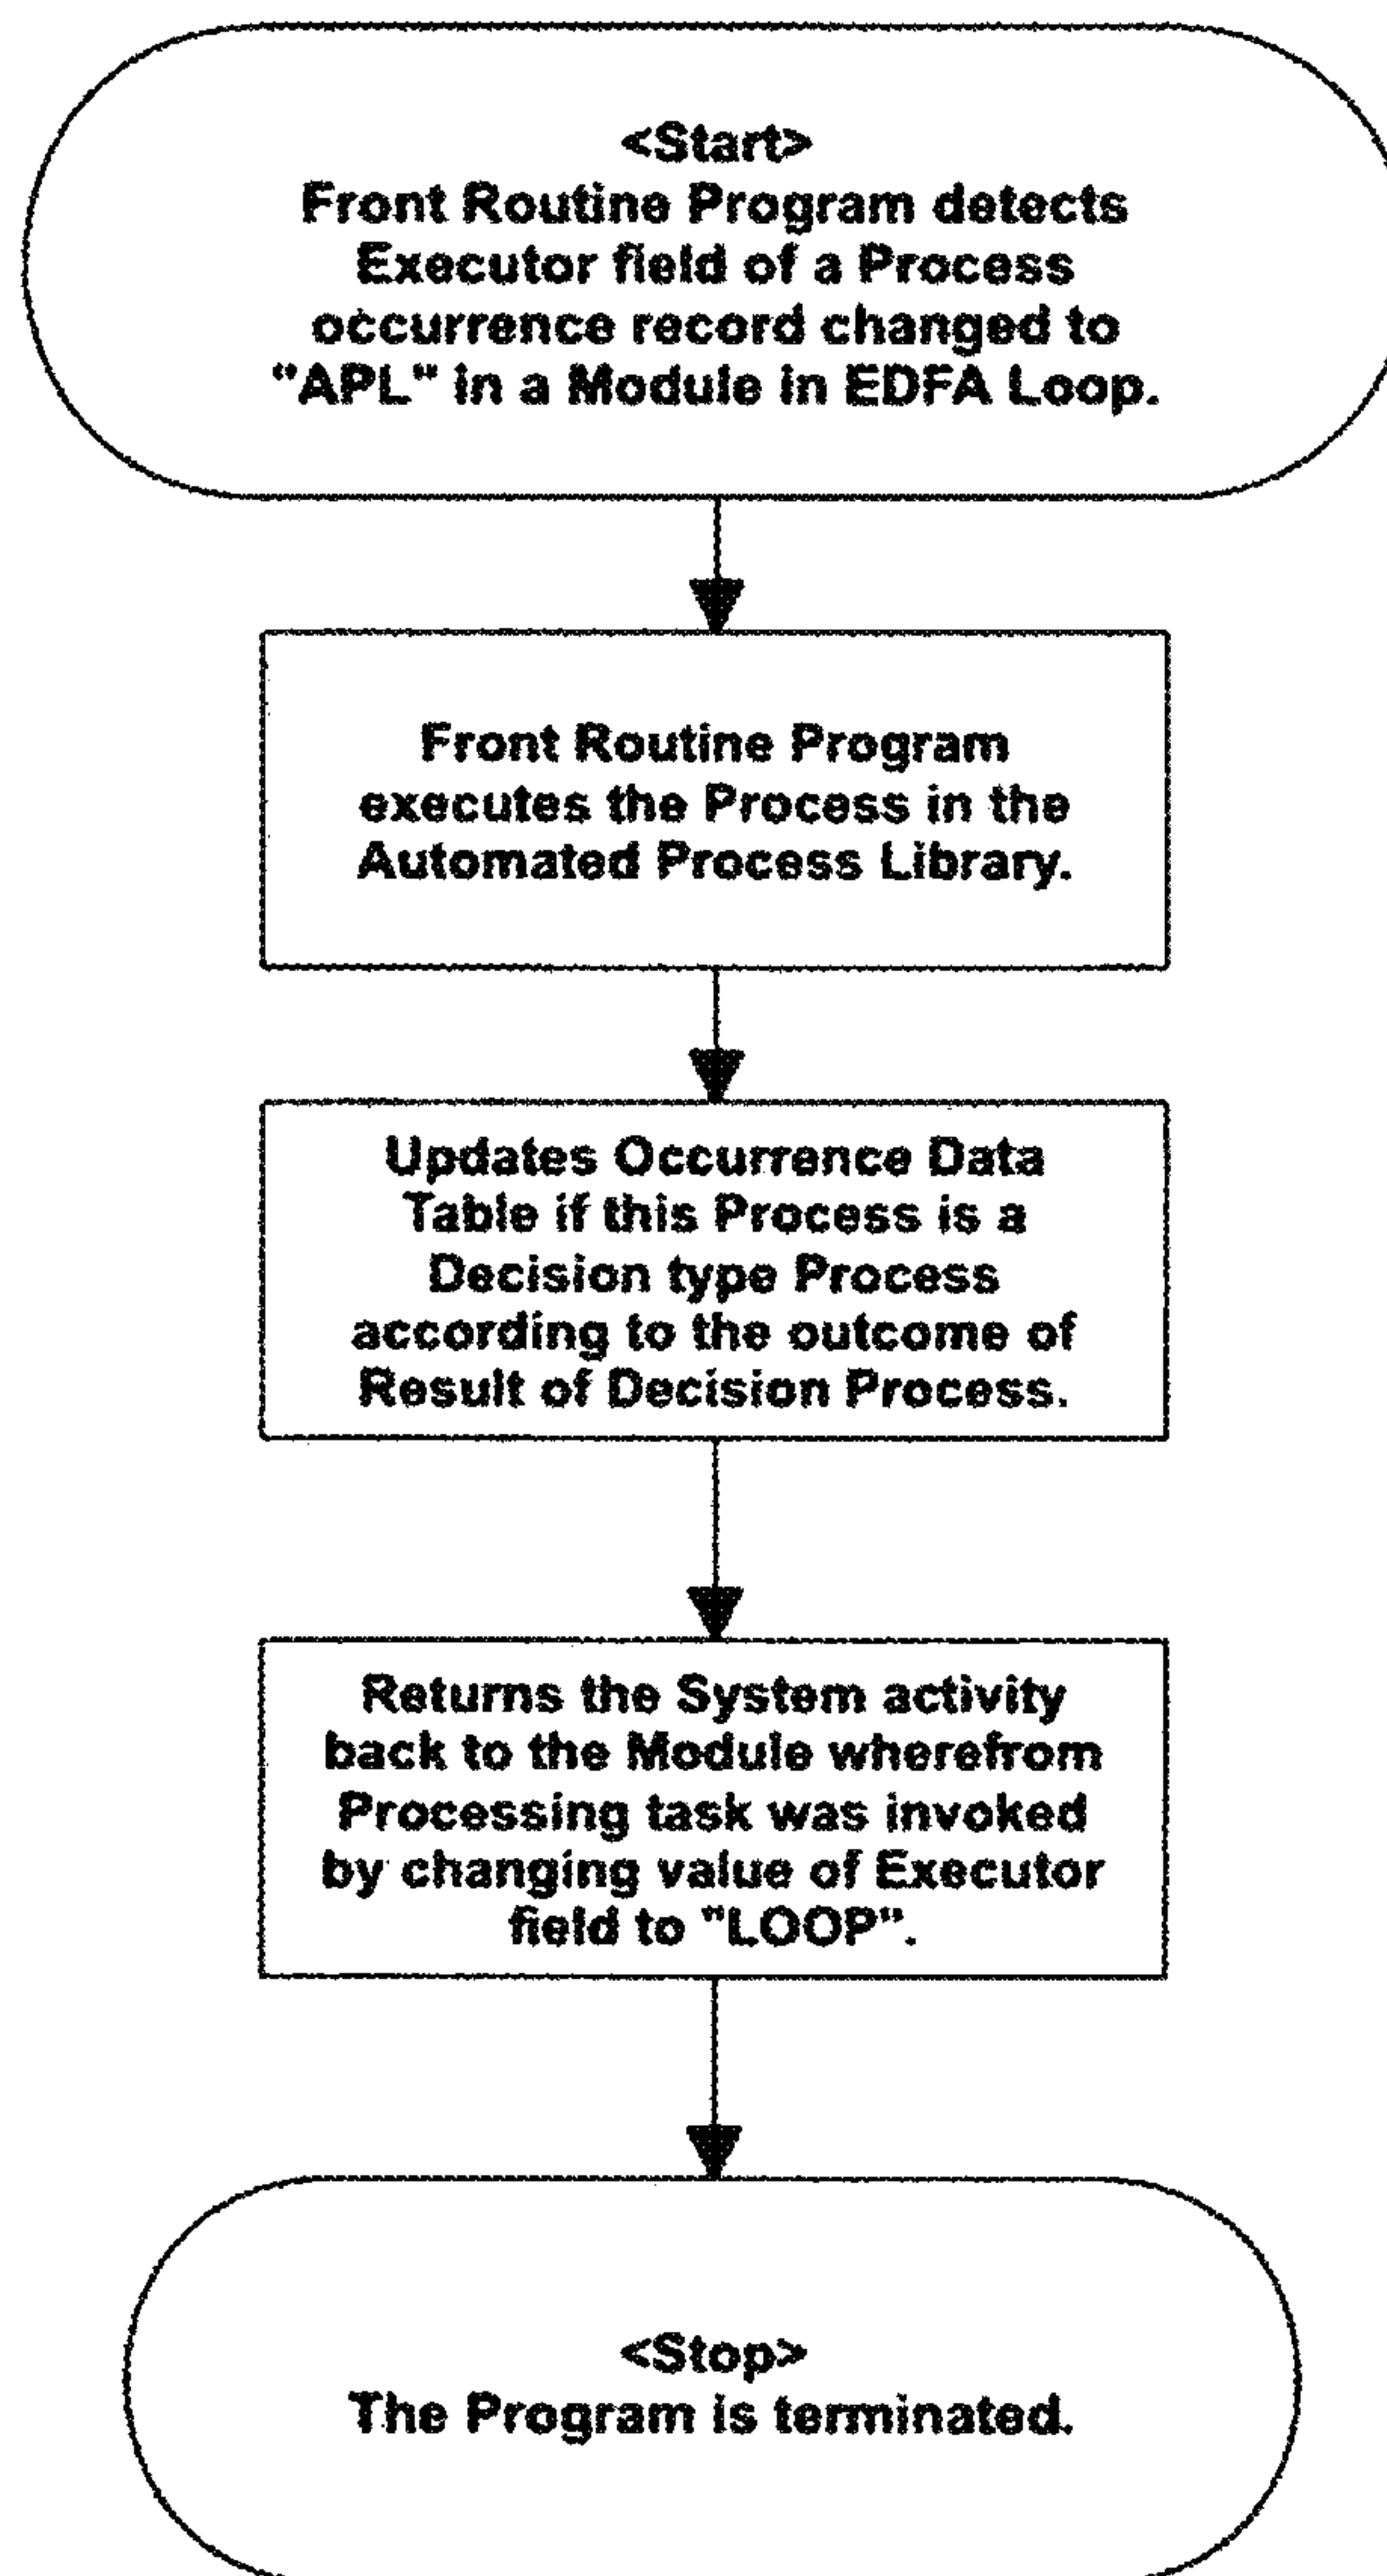 <Start>
Front Routine Program detects
Executor field of a Process
occurrence record changed to
"APL" in a Module in EDFA Loop.
Front Routine Program
executes the Process in the
Automated Process Library.
Updates Occurrence Data
Table if this Process is a
Decision type Process
according to the outcome of
Result of Decision Process.
Returns the System activity
back to the Module wherefrom
Processing task was invoked
by changing value of Executor
field to "LOOP".
<Stop>
The Program is terminated.